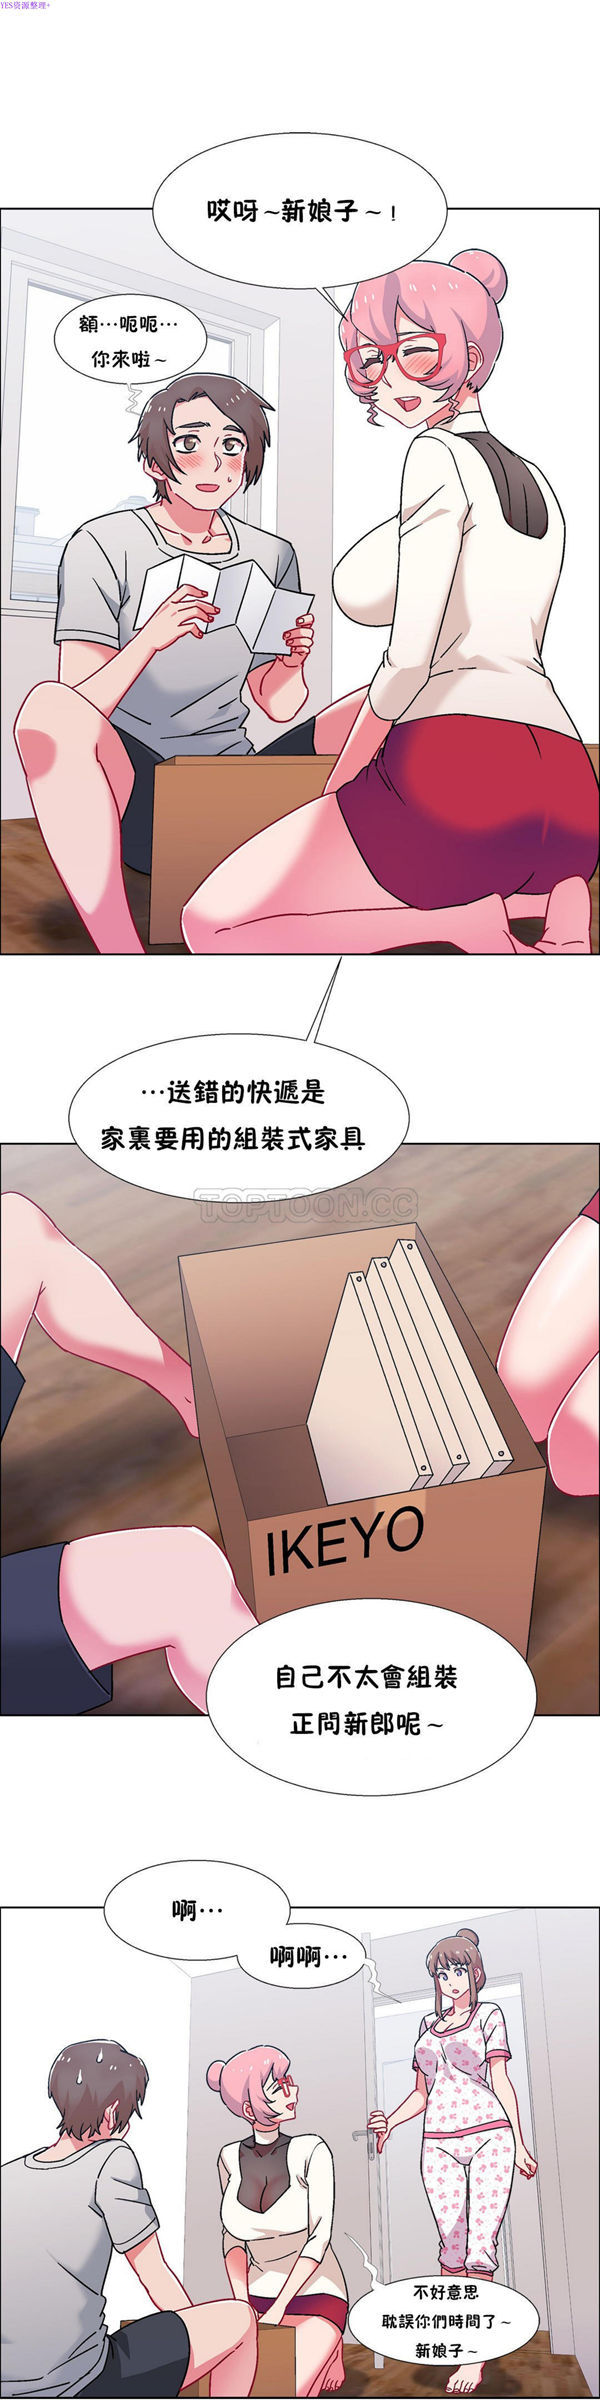 YES资源整理+
哎呀～新娘子～！
額⋯呃呃⋯
你來啦～
⋯送錯的快遞是
家裏要用的組裝式家具
TOPTOON.CC
IKEYO
自己不太會組裝
正問新郎呢～
啊⋯
啊啊⋯
不好意思
耽誤你們時間了～
新娘子～